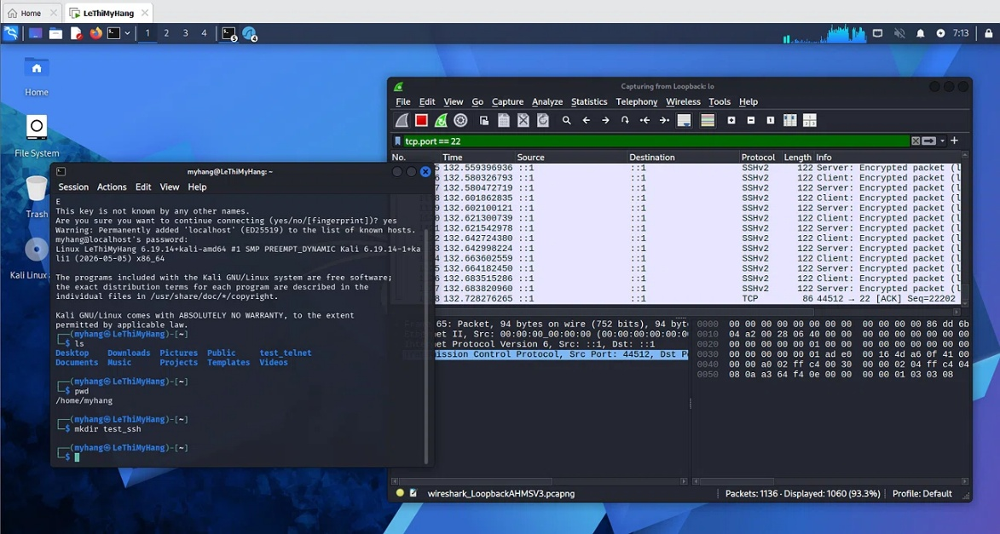 Home
LeThiMyHang
1 2 3 4
5
4
7:13
Home
File System
Trash
Kali Linux
Capturing from Loopback: lo
File Edit View Go Capture Analyze Statistics Telephony Wireless Tools Help
tcp.port == 22
No. Time Source Destination Protocol Length Info
132.559396936 ::1 ::1 SSHv2 122 Server: Encrypted packet (l
132.580326793 ::1 ::1 SSHv2 122 Client: Encrypted packet (l
132.580472719 ::1 ::1 SSHv2 122 Server: Encrypted packet (l
132.601862835 ::1 ::1 SSHv2 122 Client: Encrypted packet (l
132.602100121 ::1 ::1 SSHv2 122 Server: Encrypted packet (l
132.621300739 ::1 ::1 SSHv2 122 Client: Encrypted packet (l
132.621542978 ::1 ::1 SSHv2 122 Server: Encrypted packet (l
132.642724380 ::1 ::1 SSHv2 122 Client: Encrypted packet (l
132.642998224 ::1 ::1 SSHv2 122 Server: Encrypted packet (l
132.663602559 ::1 ::1 SSHv2 122 Client: Encrypted packet (l
132.664182450 ::1 ::1 SSHv2 122 Server: Encrypted packet (l
132.683515286 ::1 ::1 SSHv2 122 Client: Encrypted packet (l
132.683820960 ::1 ::1 SSHv2 122 Server: Encrypted packet (l
132.728276265 ::1 ::1 TCP 86 44512 → 22 [ACK] Seq=22202
65: Packet, 94 bytes on wire (752 bits), 94 byt
et II, Src: 00:00:00_00:00:00 (00:00:00:00:00
et Protocol Version 6, Src: ::1, Dst: ::1
mission Control Protocol, Src Port: 44512, Dst P
0000 00 00 00 00 00 00 00 00 00 00 00 00 86 dd 6b
0010 04 a2 00 28 06 40 00 00 00 00 00 00 00 00 00
0020 00 00 00 00 00 01 00 00 00 00 00 00 00 00 00
0030 00 00 00 00 00 01 ad e0 00 16 4d a6 0f 41 00
0040 00 00 a0 02 ff c4 00 30 00 00 02 04 ff c4 04
0050 08 0a a3 64 f4 0e 00 00 00 00 01 03 03 08
wireshark_LoopbackAHMSV3.pcapng
Packets: 1136 · Displayed: 1060 (93.3%)
Profile: Default
myhang@LeThiMyHang: ~
Session Actions Edit View Help
E
This key is not known by any other names.
Are you sure you want to continue connecting (yes/no/[fingerprint])? yes
Warning: Permanently added 'localhost' (ED25519) to the list of known hosts.
myhang@localhost's password:
Linux LeThiMyHang 6.19.14+kali-amd64 #1 SMP PREEMPT_DYNAMIC Kali 6.19.14-1+ka
li1 (2026-05-05) x86_64
The programs included with the Kali GNU/Linux system are free software;
the exact distribution terms for each program are described in the
individual files in /usr/share/doc/*/copyright.
Kali GNU/Linux comes with ABSOLUTELY NO WARRANTY, to the extent
permitted by applicable law.
(myhang㉿LeThiMyHang)-[~]
$ ls
Desktop Downloads Pictures Public test_telnet
Documents Music Projects Templates Videos
(myhang㉿LeThiMyHang)-[~]
$ pwd
/home/myhang
(myhang㉿LeThiMyHang)-[~]
$ mkdir test_ssh
(myhang㉿LeThiMyHang)-[~]
$